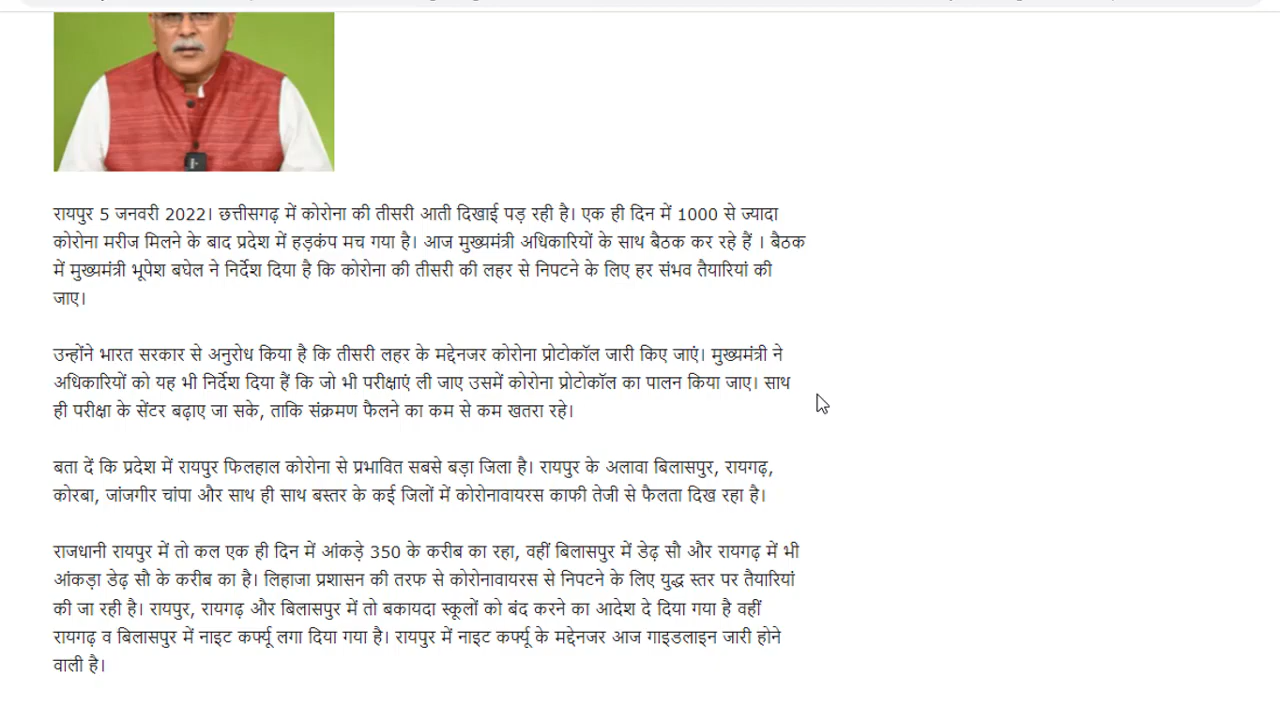 रायपुर 5 जनवरी 2022। छत्तीसगढ़ में कोरोना की तीसरी आती दिखाई पड़ रही है। एक ही दिन में 1000 से ज्यादा
कोरोना मरीज मिलने के बाद प्रदेश में हड़कंप मच गया है। आज मुख्यमंत्री अधिकारियों के साथ बैठक कर रहे हैं । बैठक
में मुख्यमंत्री भूपेश बघेल ने निर्देश दिया है कि कोरोना की तीसरी की लहर से निपटने के लिए हर संभव तैयारियां की
जाए।
उन्होंने भारत सरकार से अनुरोध किया है कि तीसरी लहर के मद्देनजर कोरोना प्रोटोकॉल जारी किए जाएं। मुख्यमंत्री ने
अधिकारियों को यह भी निर्देश दिया हैं कि जो भी परीक्षाएं ली जाए उसमें कोरोना प्रोटोकॉल का पालन किया जाए। साथ
ही परीक्षा के सेंटर बढ़ाए जा सके, ताकि संक्रमण फैलने का कम से कम खतरा रहे।
बता दें कि प्रदेश में रायपुर फिलहाल कोरोना से प्रभावित सबसे बड़ा जिला है। रायपुर के अलावा बिलासपुर, रायगढ़,
कोरबा, जांजगीर चांपा और साथ ही साथ बस्तर के कई जिलों में कोरोनावायरस काफी तेजी से फैलता दिख रहा है।
राजधानी रायपुर में तो कल एक ही दिन में आंकड़े 350 के करीब का रहा, वहीं बिलासपुर में डेढ़ सौ और रायगढ़ में भी
आंकड़ा डेढ़ सौ के करीब का है। लिहाजा प्रशासन की तरफ से कोरोनावायरस से निपटने के लिए युद्ध स्तर पर तैयारियां
की जा रही है। रायपुर, रायगढ़ और बिलासपुर में तो बकायदा स्कूलों को बंद करने का आदेश दे दिया गया है वहीं
रायगढ़ व बिलासपुर में नाइट कर्फ्यू लगा दिया गया है। रायपुर में नाइट कर्फ्यू के मद्देनजर आज गाइडलाइन जारी होने
वाली है।